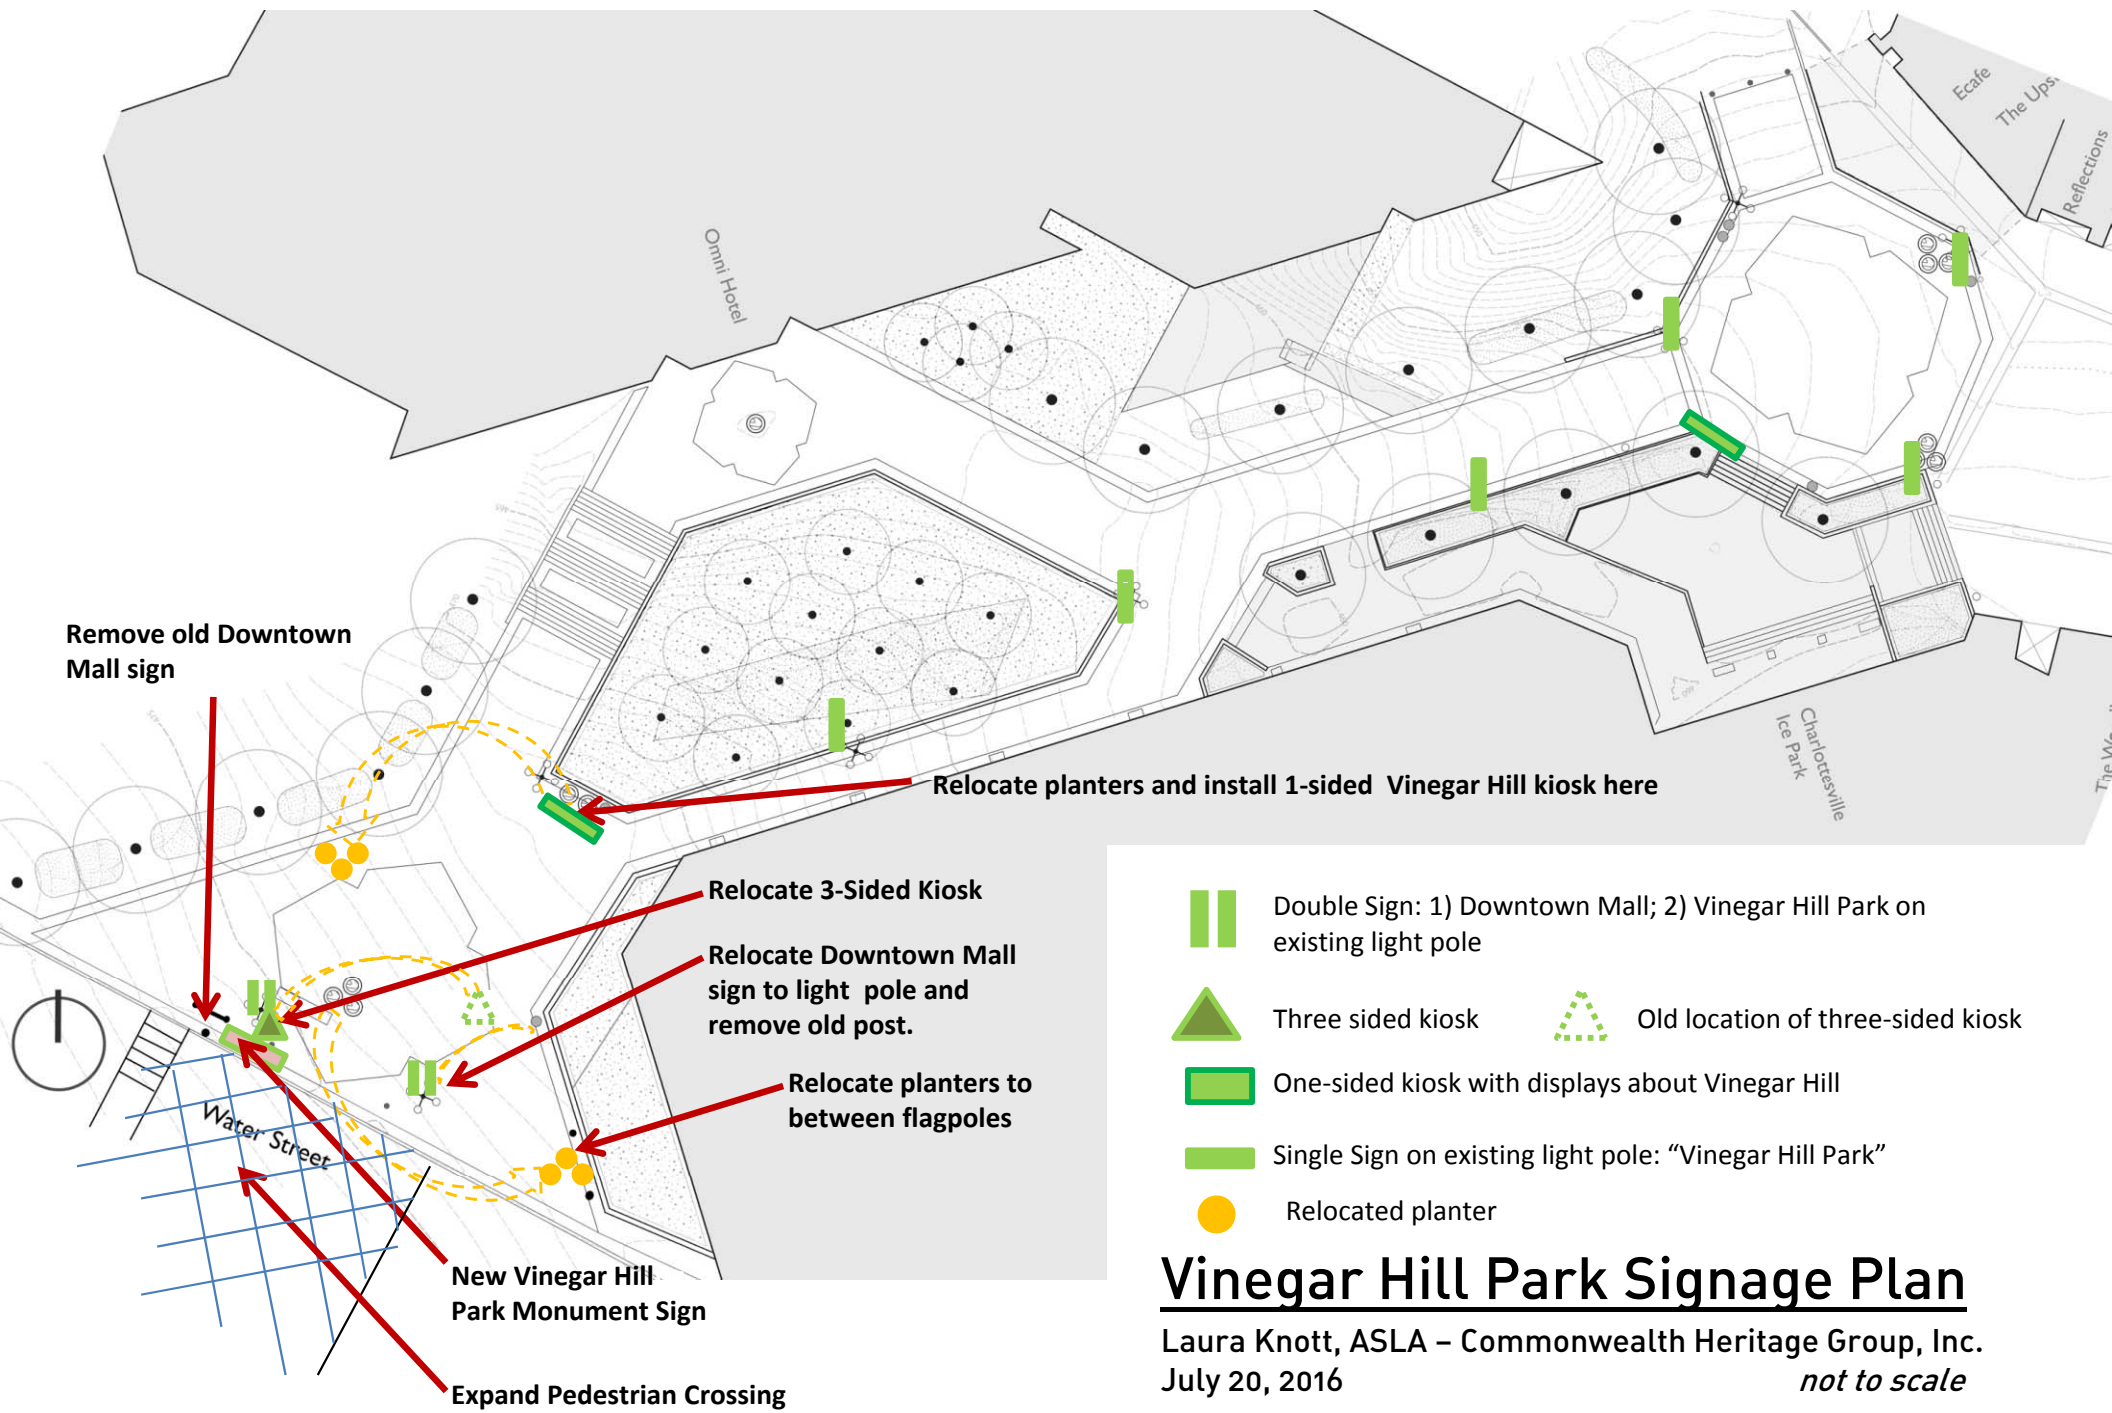 Ecafe
The Ups
Reflections
Omni Hotel
Remove old Downtown
Mall sign
Charlottesville
Ice Park
Relocate planters and install 1-sided Vinegar Hill kiosk here
Relocate 3-Sided Kiosk
Relocate Downtown Mall
sign to light pole and
remove old post.
Relocate planters to
between flagpoles
Water Street
New Vinegar Hill
Park Monument Sign
Expand Pedestrian Crossing
Double Sign: 1) Downtown Mall; 2) Vinegar Hill Park on
existing light pole
Three sided kiosk
Old location of three-sided kiosk
One-sided kiosk with displays about Vinegar Hill
Single Sign on existing light pole: “Vinegar Hill Park”
Relocated planter
Vinegar Hill Park Signage Plan
Laura Knott, ASLA – Commonwealth Heritage Group, Inc.
July 20, 2016
not to scale